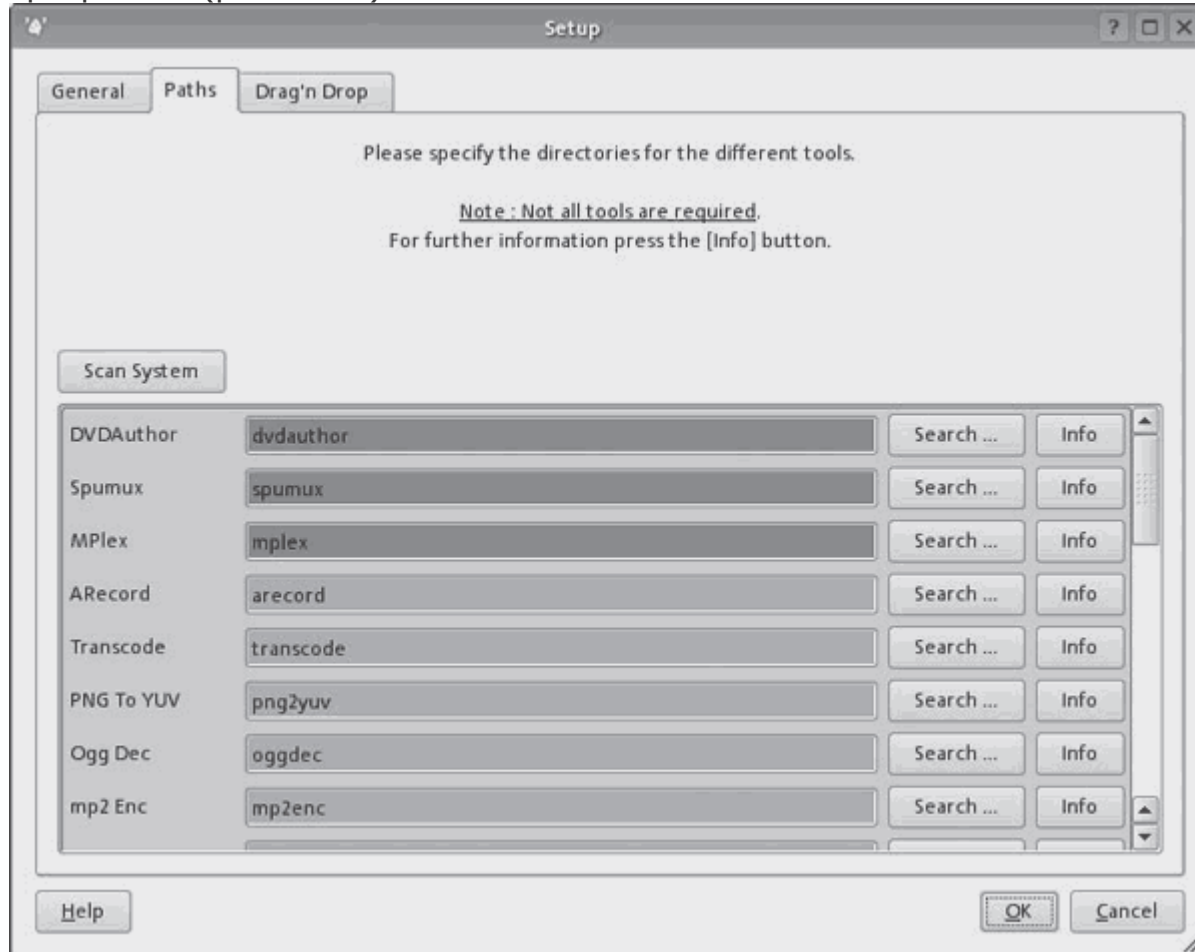 Setup
General Paths Drag'n Drop
Please specify the directories for the different tools.
Note : Not all tools are required.
For further information press the [Info] button.
Scan System
DVDAuthor dvdauthor Search ... Info
Spumux spumux Search ... Info
MPlex mplex Search ... Info
ARecord arecord Search ... Info
Transcode transcode Search ... Info
PNG To YUV png2yuv Search ... Info
Ogg Dec oggdec Search ... Info
mp2 Enc mp2enc Search ... Info
Help OK Cancel